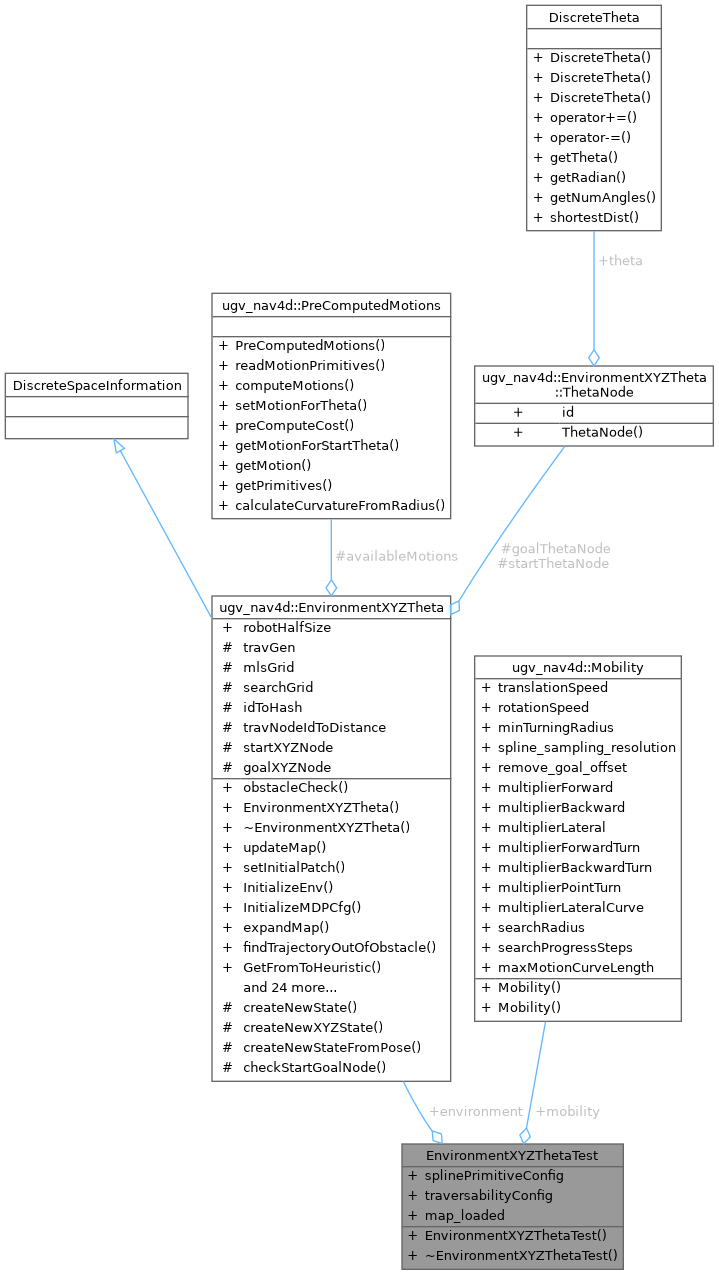 DiscreteTheta
+ DiscreteTheta()
+ DiscreteTheta()
+ DiscreteTheta()
+ operator+=()
+ operator-=()
+ getTheta()
+ getRadian()
+ getNumAngles()
+ shortestDist()
+theta
ugv_nav4d::PreComputedMotions
+ PreComputedMotions()
+ readMotionPrimitives()
+ computeMotions()
+ setMotionForTheta()
+ preComputeCost()
+ getMotionForStartTheta()
+ getMotion()
+ getPrimitives()
+ calculateCurvatureFromRadius()
DiscreteSpaceInformation
ugv_nav4d::EnvironmentXYZTheta
::ThetaNode
+ id
+ ThetaNode()
#availableMotions
#goalThetaNode
#startThetaNode
ugv_nav4d::EnvironmentXYZTheta
+ robotHalfSize
# travGen
# mlsGrid
# searchGrid
# idToHash
# travNodeIdToDistance
# startXYZNode
# goalXYZNode
+ obstacleCheck()
+ EnvironmentXYZTheta()
+ ~EnvironmentXYZTheta()
+ updateMap()
+ setInitialPatch()
+ InitializeEnv()
+ InitializeMDPCfg()
+ expandMap()
+ findTrajectoryOutOfObstacle()
+ GetFromToHeuristic()
and 24 more...
# createNewState()
# createNewXYZState()
# createNewStateFromPose()
# checkStartGoalNode()
ugv_nav4d::Mobility
+ translationSpeed
+ rotationSpeed
+ minTurningRadius
+ spline_sampling_resolution
+ remove_goal_offset
+ multiplierForward
+ multiplierBackward
+ multiplierLateral
+ multiplierForwardTurn
+ multiplierBackwardTurn
+ multiplierPointTurn
+ multiplierLateralCurve
+ searchRadius
+ searchProgressSteps
+ maxMotionCurveLength
+ Mobility()
+ Mobility()
+environment
+mobility
EnvironmentXYZThetaTest
+ splinePrimitiveConfig
+ traversabilityConfig
+ map_loaded
+ EnvironmentXYZThetaTest()
+ ~EnvironmentXYZThetaTest()